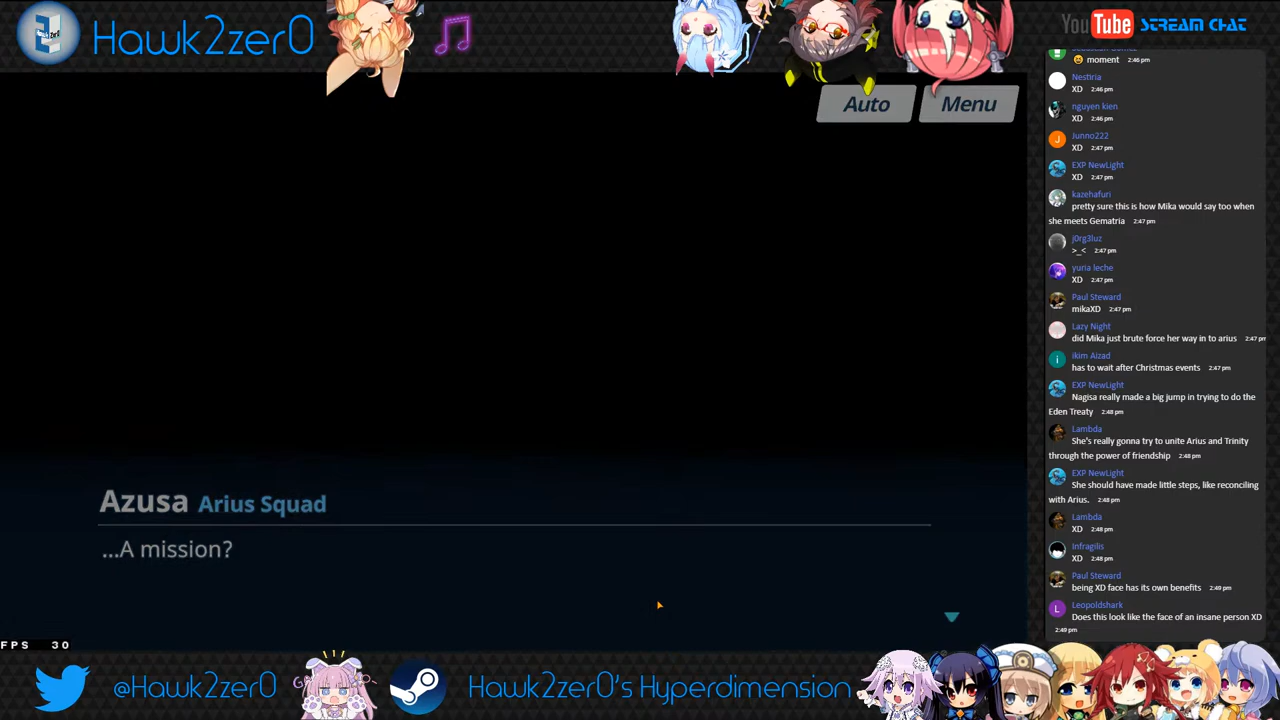 Hawk2zer0
You Tube STREAM CHAT
Auto
Menu
moment 2:46 pm
Nestiria
XD 2:46 pm
nguyen kien
XD 2:46 pm
Junno222
XD 2:47 pm
EXP NewLight
XD 2:47 pm
kazehafuri
pretty sure this is how Mika would say too when
she meets Gematria 2:47 pm
j0rg3luz
>_< 2:47 pm
yuria leche
XD 2:47 pm
Paul Steward
mikaXD 2:47 pm
Lazy Night
did Mika just brute force her way in to arius 2:47 pm
ikim Aizad
has to wait after Christmas events 2:47 pm
EXP NewLight
Nagisa really made a big jump in trying to do the
Eden Treaty 2:48 pm
Lambda
She's really gonna try to unite Arius and Trinity
through the power of friendship 2:48 pm
EXP NewLight
She should have made little steps, like reconciling
with Arius. 2:48 pm
Lambda
XD 2:48 pm
Infragilis
XD 2:48 pm
Paul Steward
being XD face has its own benefits 2:49 pm
Leopoldshark
Does this look like the face of an insane person XD
2:49 pm
Azusa Arius Squad
...A mission?
FPS 30
@Hawk2zer0
Hawk2zer0's Hyperdimension